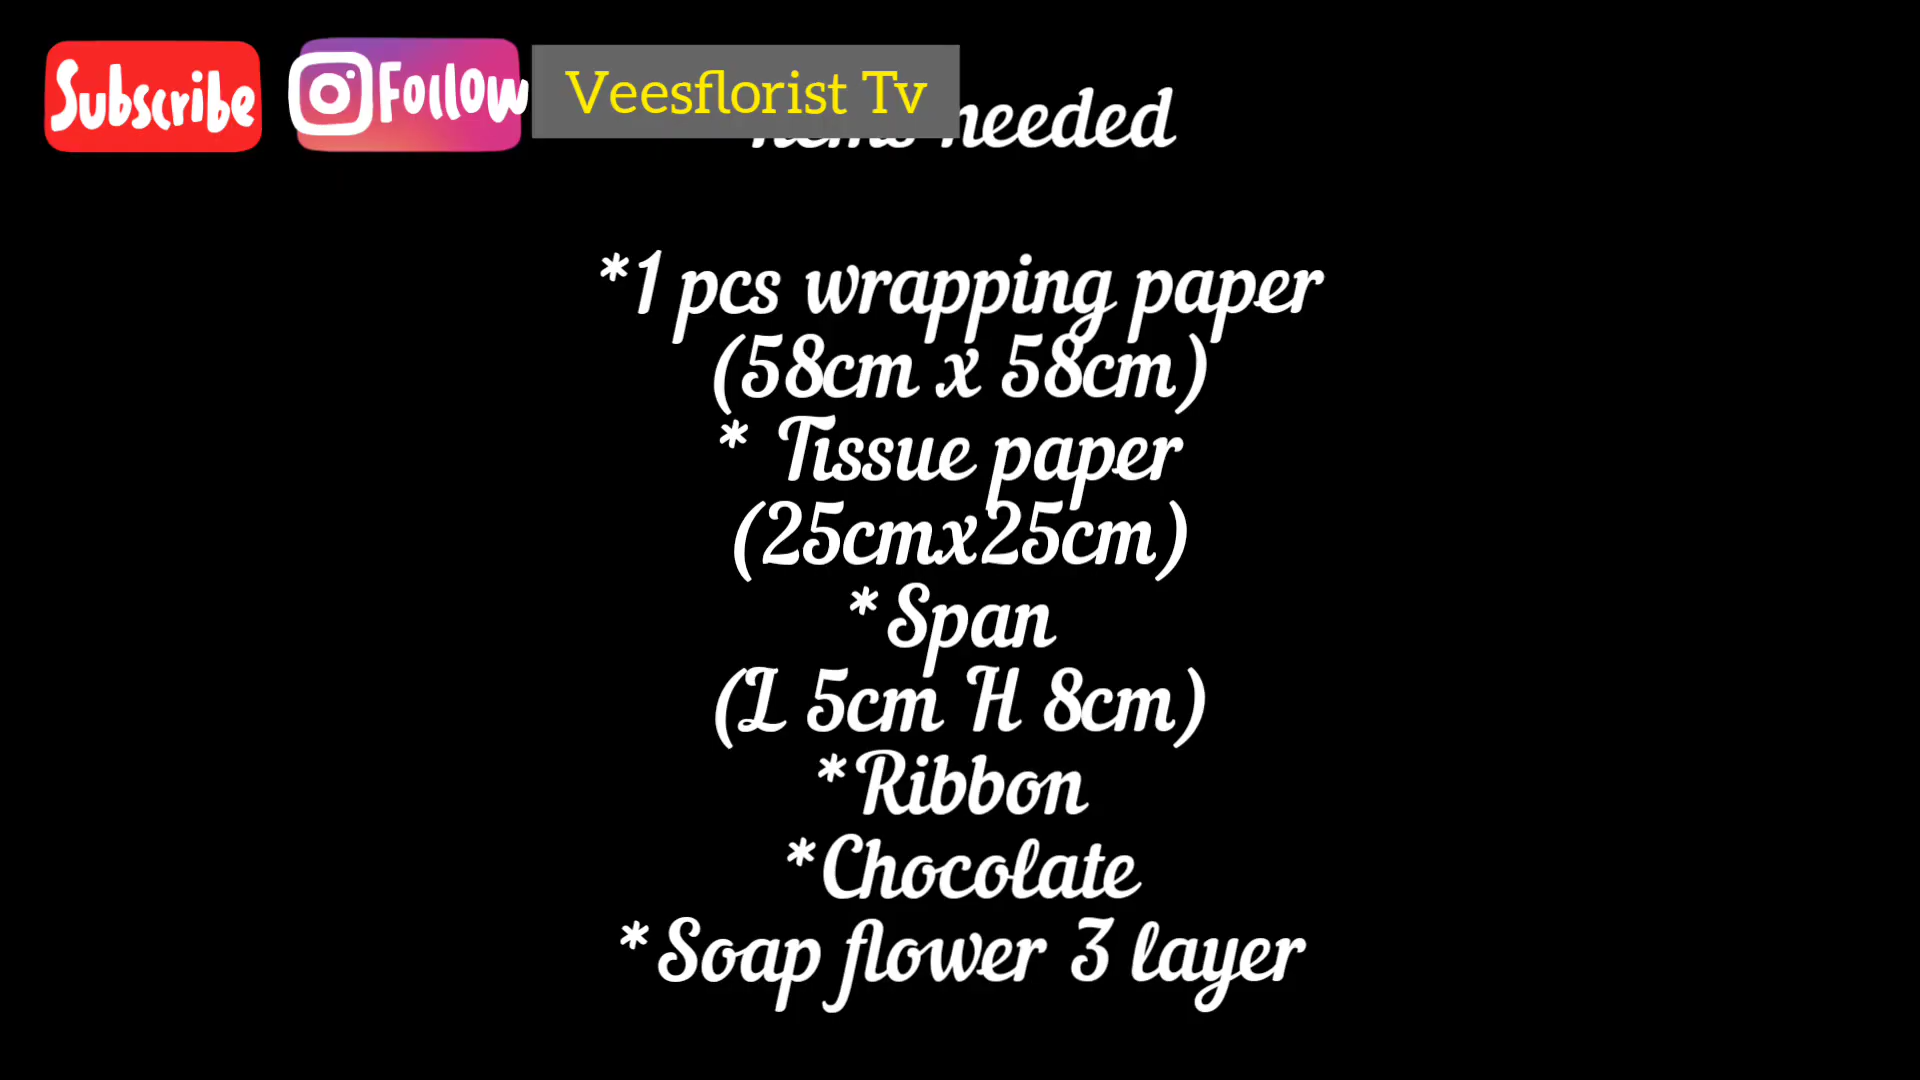 Subscribe
Follow
Veesflorist Tv
needed
*1 pcs wrapping paper
(58cm x 58cm)
* Tissue paper
(25cmx25cm)
*Span
(L 5cm H 8cm)
*Ribbon
*Chocolate
*Soap flower 3 layer